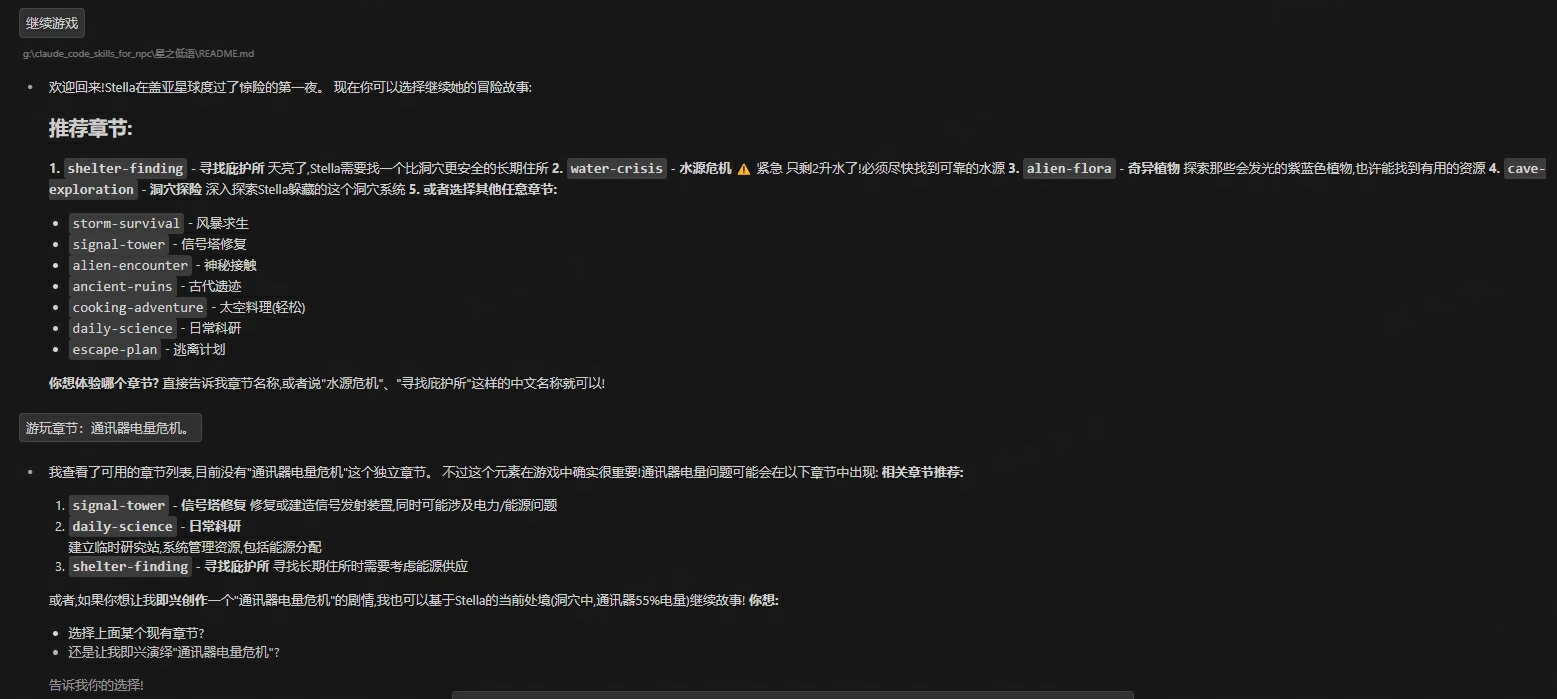 继续游戏
g:\claude_code_skills_for_npc\星之低语\README.md
欢迎回来!Stella在盖亚星球度过了惊险的第一夜。 现在你可以选择继续她的冒险故事:
推荐章节:
1. shelter-finding - 寻找庇护所 天亮了,Stella需要找一个比洞穴更安全的长期住所 2. water-crisis - 水源危机 ⚠️ 紧急 只剩2升水了!必须尽快找到可靠的水源 3. alien-flora - 奇异植物 探索那些会发光的紫蓝色植物,也许能找到有用的资源 4. cave-
exploration - 洞穴探险 深入探索Stella躲藏的这个洞穴系统 5. 或者选择其他任意章节:
• storm-survival - 风暴求生
• signal-tower - 信号塔修复
• alien-encounter - 神秘接触
• ancient-ruins - 古代遗迹
• cooking-adventure - 太空料理(轻松)
• daily-science - 日常科研
• escape-plan - 逃离计划
你想体验哪个章节? 直接告诉我章节名称,或者说"水源危机"、"寻找庇护所"这样的中文名称就可以!
游玩章节：通讯器电量危机。
我查看了可用的章节列表,目前没有"通讯器电量危机"这个独立章节。 不过这个元素在游戏中确实很重要!通讯器电量问题可能会在以下章节中出现: 相关章节推荐:
1. signal-tower - 信号塔修复 修复或建造信号发射装置,同时可能涉及电力/能源问题
2. daily-science - 日常科研
建立临时研究站,系统管理资源,包括能源分配
3. shelter-finding - 寻找庇护所 寻找长期住所时需要考虑能源供应
或者,如果你想让我即兴创作一个"通讯器电量危机"的剧情,我也可以基于Stella的当前处境(洞穴中,通讯器55%电量)继续故事! 你想:
• 选择上面某个现有章节?
• 还是让我即兴演绎"通讯器电量危机"?
告诉我你的选择!